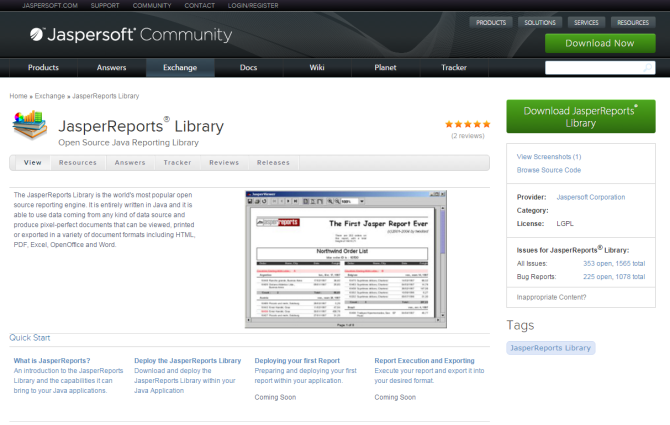 JASPERSOFT.COM SUPPORT COMMUNITY CONTACT LOGIN/REGISTER
Jaspersoft® Community
PRODUCTS SOLUTIONS SERVICES RESOURCES
Download Now
Products Answers Exchange Docs Wiki Planet Tracker
Home » Exchange » JasperReports Library
JasperReports® Library
Open Source Java Reporting Library
(2 reviews)
View Resources Answers Tracker Reviews Releases
The JasperReports Library is the world's most popular open
source reporting engine. It is entirely written in Java and it is
able to use data coming from any kind of data source and
produce pixel-perfect documents that can be viewed, printed
or exported in a variety of document formats including HTML,
PDF, Excel, OpenOffice and Word.
jasperreports
The First Jasper Report Ever
Northwind Order List
Page 1 of 4
Quick Start
What is JasperReports?
An introduction to the JasperReports
Library and the capabilities it can
bring to your Java applications.
Deploy the JasperReports Library
Download and deploy the
JasperReports Library within your
Java Application
Deploying your first Report
Preparing and deploying your first
report within your application.
Coming Soon
Report Execution and Exporting
Execute your report and export it into
your desired format.
Coming Soon
Download JasperReports®
Library
View Screenshots (1)
Browse Source Code
Provider: Jaspersoft Corporation
Category:
License: LGPL
Issues for JasperReports® Library:
All Issues: 353 open, 1565 total
Bug Reports: 225 open, 1078 total
Inappropriate Content?
Tags
JasperReports Library